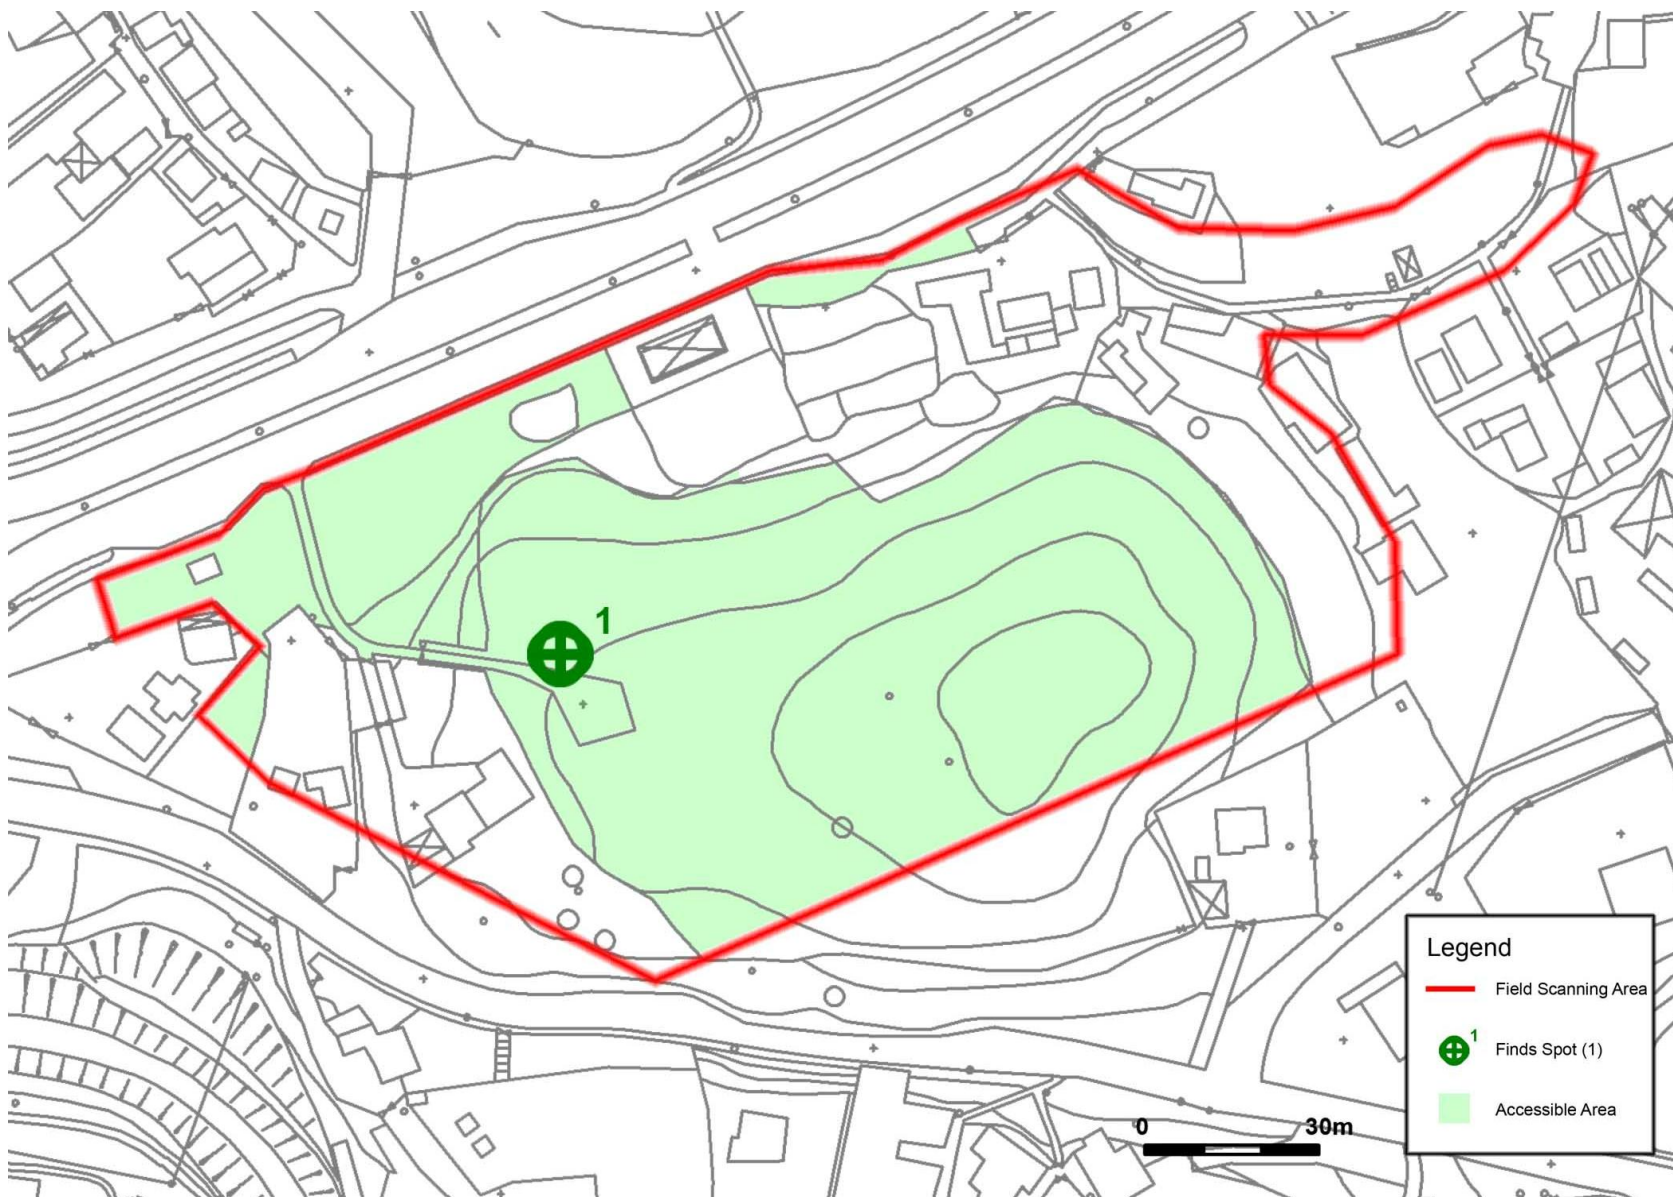 1
Legend
Field Scanning Area
1
Finds Spot (1)
Accessible Area
0 30m